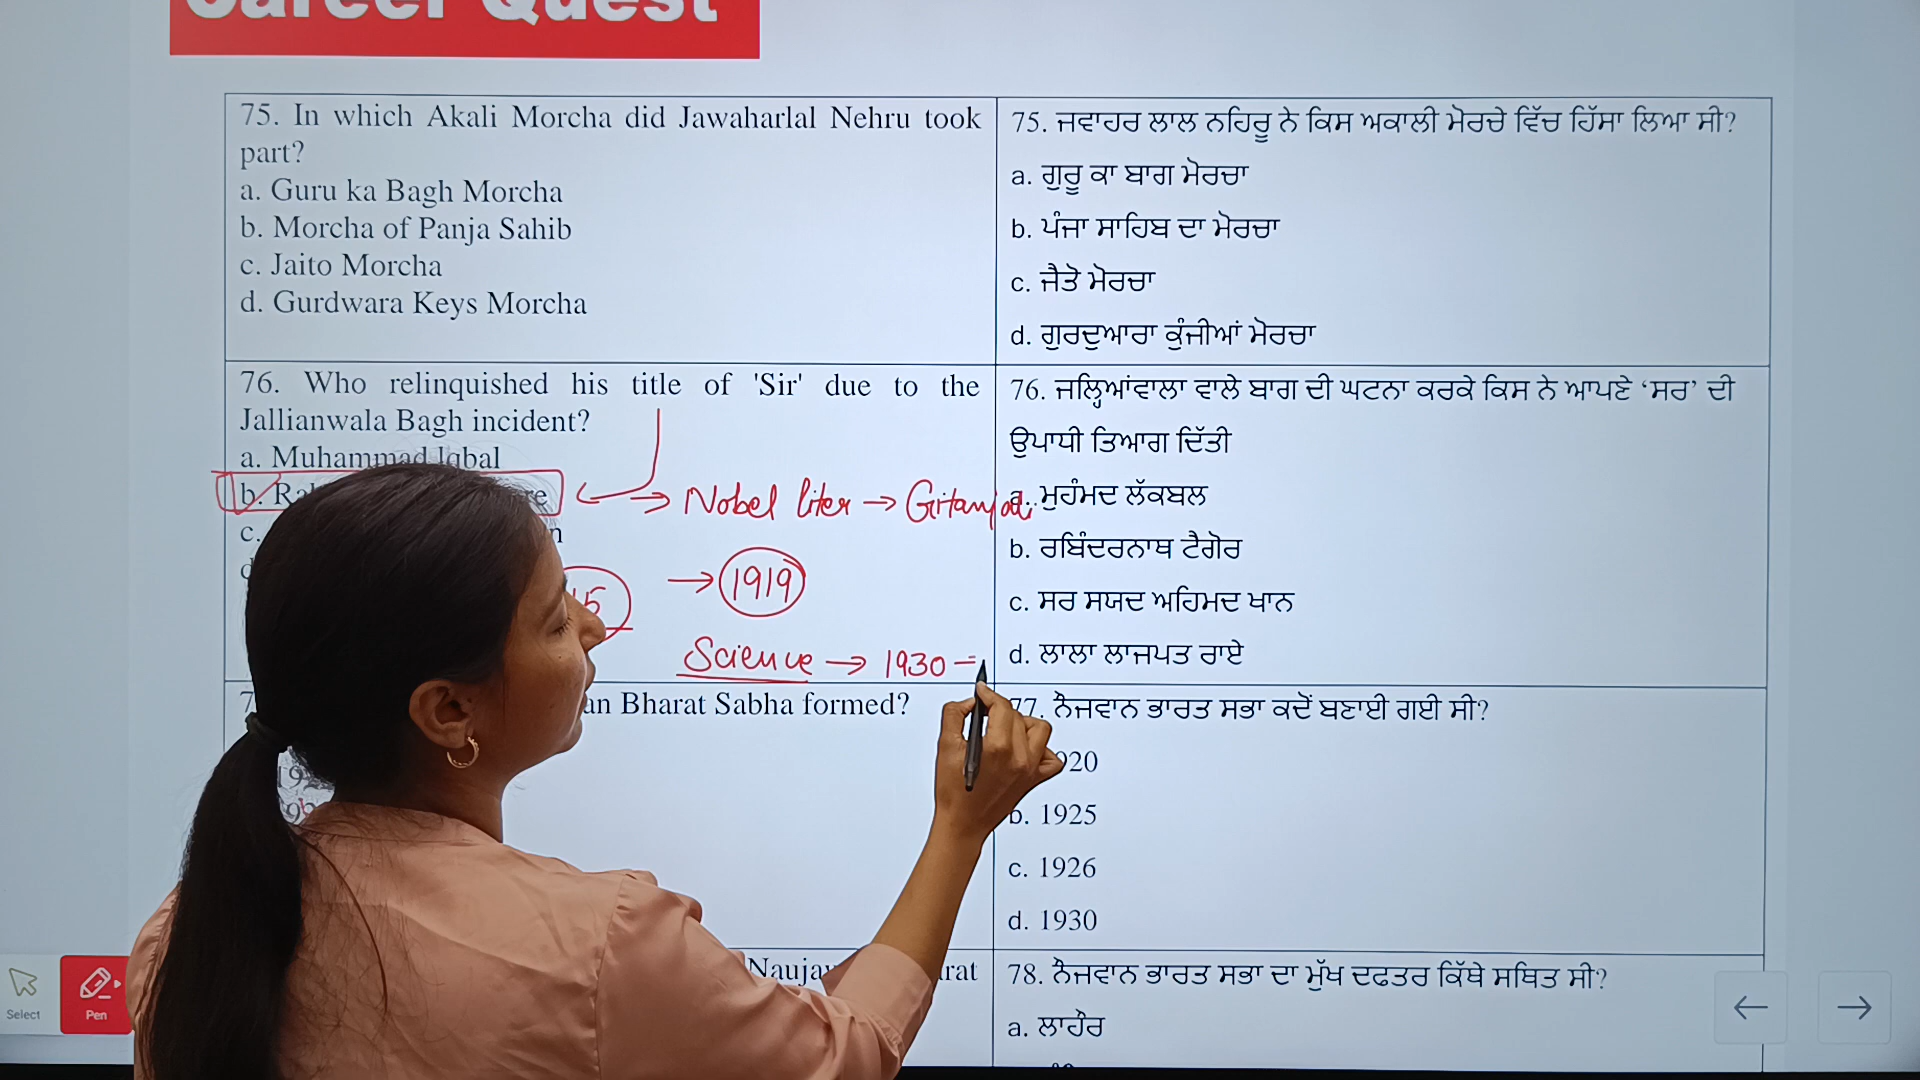 Career Quest
75. In which Akali Morcha did Jawaharlal Nehru took
part?
a. Guru ka Bagh Morcha
b. Morcha of Panja Sahib
c. Jaito Morcha
d. Gurdwara Keys Morcha
75. ਜਵਾਹਰ ਲਾਲ ਨਹਿਰੂ ਨੇ ਕਿਸ ਅਕਾਲੀ ਮੋਰਚੇ ਵਿੱਚ ਹਿੱਸਾ ਲਿਆ ਸੀ?
a. ਗੁਰੂ ਕਾ ਬਾਗ ਮੋਰਚਾ
b. ਪੰਜਾ ਸਾਹਿਬ ਦਾ ਮੋਰਚਾ
c. ਜੈਤੋ ਮੋਰਚਾ
d. ਗੁਰਦੁਆਰਾ ਕੁੰਜੀਆਂ ਮੋਰਚਾ
76. Who relinquished his title of 'Sir' due to the
Jallianwala Bagh incident?
a. Muhammad Iqbal
b.
→ Nobel liter → Gitanjali
c.
→ 1919
Science → 1930 –
76. ਜਲ੍ਹਿਆਂਵਾਲਾ ਵਾਲੇ ਬਾਗ ਦੀ ਘਟਨਾ ਕਰਕੇ ਕਿਸ ਨੇ ਆਪਣੇ ‘ਸਰ’ ਦੀ
ਉਪਾਧੀ ਤਿਆਗ ਦਿੱਤੀ
a. ਮੁਹੰਮਦ ਲੱਕਬਲ
b. ਰਬਿੰਦਰਨਾਥ ਟੈਗੋਰ
c. ਸਰ ਸਯਦ ਅਹਿਮਦ ਖਾਨ
d. ਲਾਲਾ ਲਾਜਪਤ ਰਾਏ
Bharat Sabha formed?
77. ਨੌਜਵਾਨ ਭਾਰਤ ਸਭਾ ਕਦੋਂ ਬਣਾਈ ਗਈ ਸੀ?
920
b. 1925
c. 1926
d. 1930
78. ਨੌਜਵਾਨ ਭਾਰਤ ਸਭਾ ਦਾ ਮੁੱਖ ਦਫਤਰ ਕਿੱਥੇ ਸਥਿਤ ਸੀ?
a. ਲਾਹੌਰ
Select
Pen